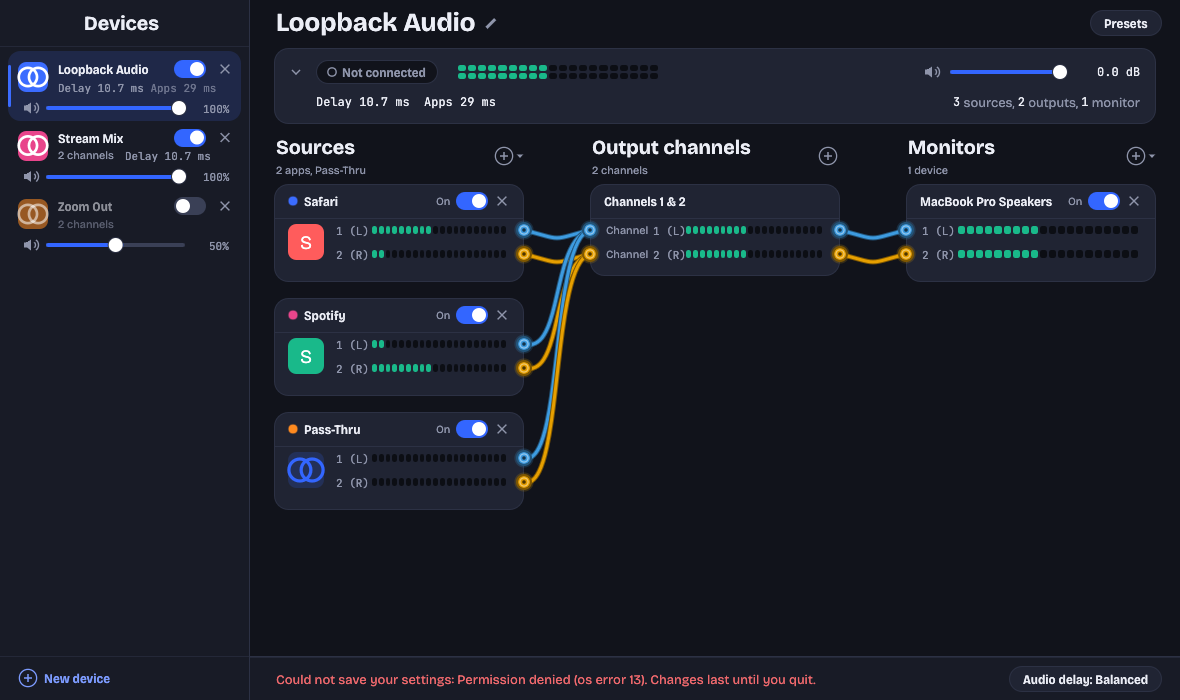 Devices
Loopback Audio
Delay 10.7 ms Apps 29 ms
100%
Stream Mix
2 channels Delay 10.7 ms
100%
Zoom Out
2 channels
50%
New device
Loopback Audio
Presets
Not connected
0.0 dB
Delay 10.7 ms Apps 29 ms
3 sources, 2 outputs, 1 monitor
Sources
2 apps, Pass-Thru
Safari On
S
1 (L)
2 (R)
Spotify On
S
1 (L)
2 (R)
Pass-Thru On
1 (L)
2 (R)
Output channels
2 channels
Channels 1 & 2
Channel 1 (L)
Channel 2 (R)
Monitors
1 device
MacBook Pro Speakers On
1 (L)
2 (R)
Could not save your settings: Permission denied (os error 13). Changes last until you quit.
Audio delay: Balanced